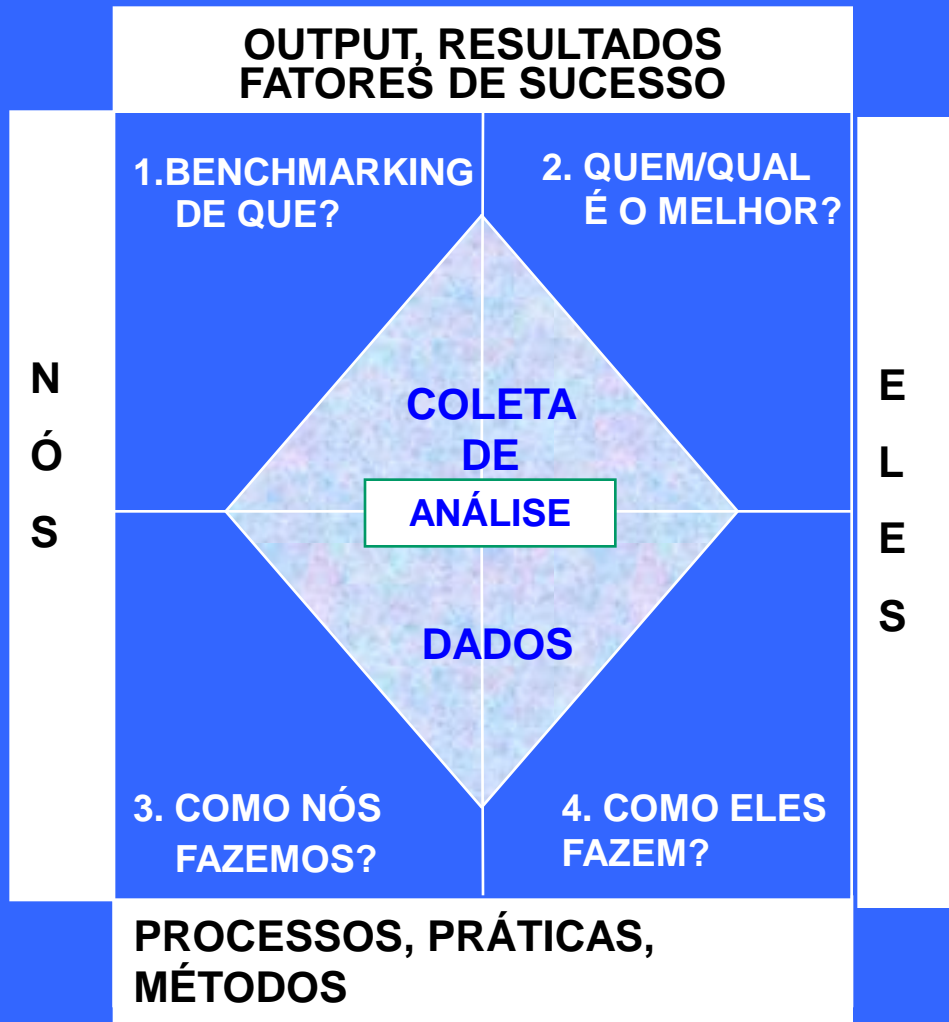 OUTPUT, RESULTADOS
FATORES DE SUCESSO
1.BENCHMARKING
DE QUE?
2. QUEM/QUAL
É O MELHOR?
N
Ó
S
E
L
E
S
COLETA
DE
ANÁLISE
DADOS
3. COMO NÓS
FAZEMOS?
4. COMO ELES
FAZEM?
PROCESSOS, PRÁTICAS,
MÉTODOS